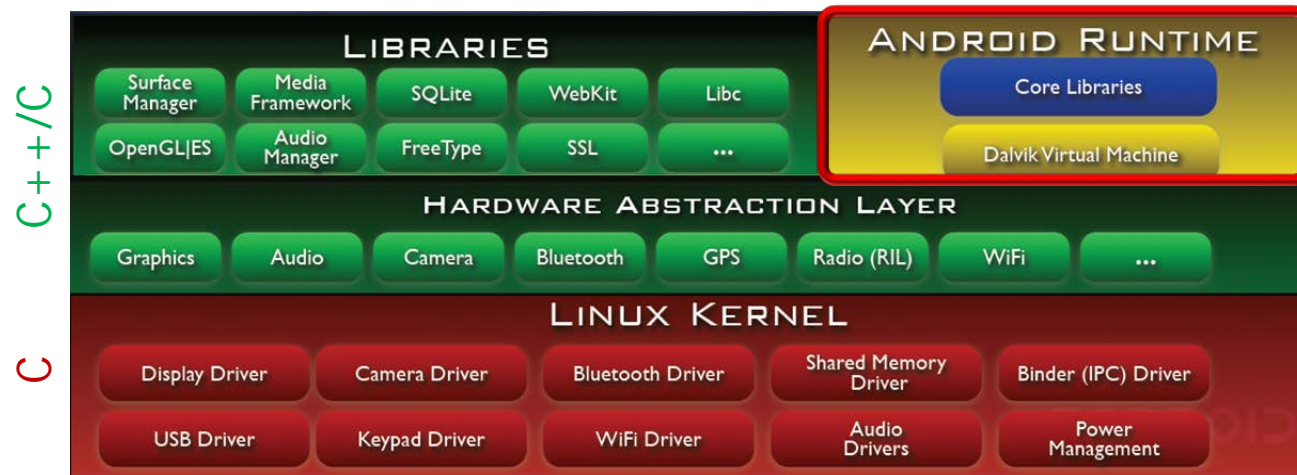 C++/C
C
LIBRARIES
Surface
Manager
Media
Framework
SQLite
WebKit
Libc
OpenGL|ES
Audio
Manager
FreeType
SSL
...
ANDROID RUNTIME
Core Libraries
Dalvik Virtual Machine
HARDWARE ABSTRACTION LAYER
Graphics
Audio
Camera
Bluetooth
GPS
Radio (RIL)
WiFi
...
LINUX KERNEL
Display Driver
Camera Driver
Bluetooth Driver
Shared Memory
Driver
Binder (IPC) Driver
USB Driver
Keypad Driver
WiFi Driver
Audio
Drivers
Power
Management